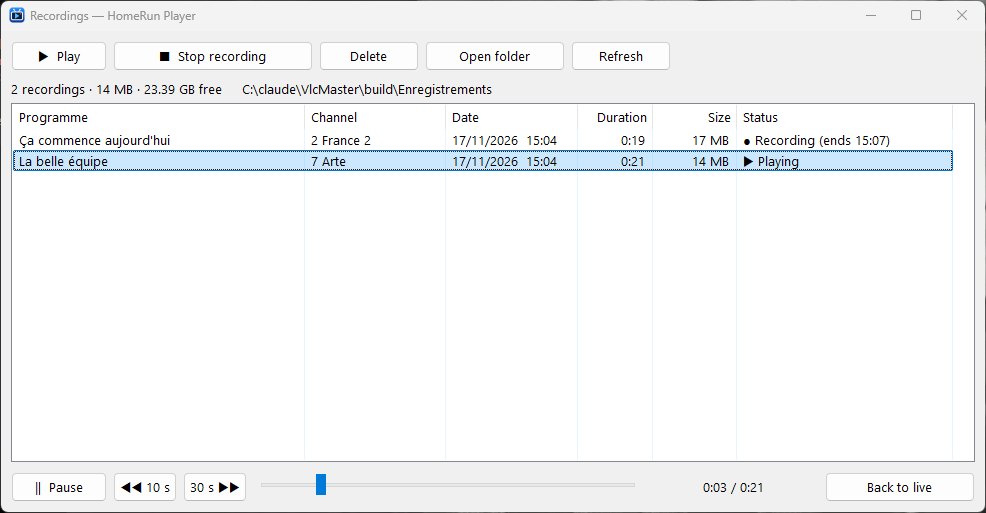 Recordings — HomeRun Player
▶ Play ■ Stop recording Delete Open folder Refresh
2 recordings · 14 MB · 23.39 GB free C:\claude\VlcMaster\build\Enregistrements
Programme Channel Date Duration Size Status
Ça commence aujourd'hui 2 France 2 17/11/2026 15:04 0:19 17 MB ● Recording (ends 15:07)
La belle équipe 7 Arte 17/11/2026 15:04 0:21 14 MB ▶ Playing
|| Pause ◀◀ 10 s 30 s ▶▶ 0:03 / 0:21 Back to live